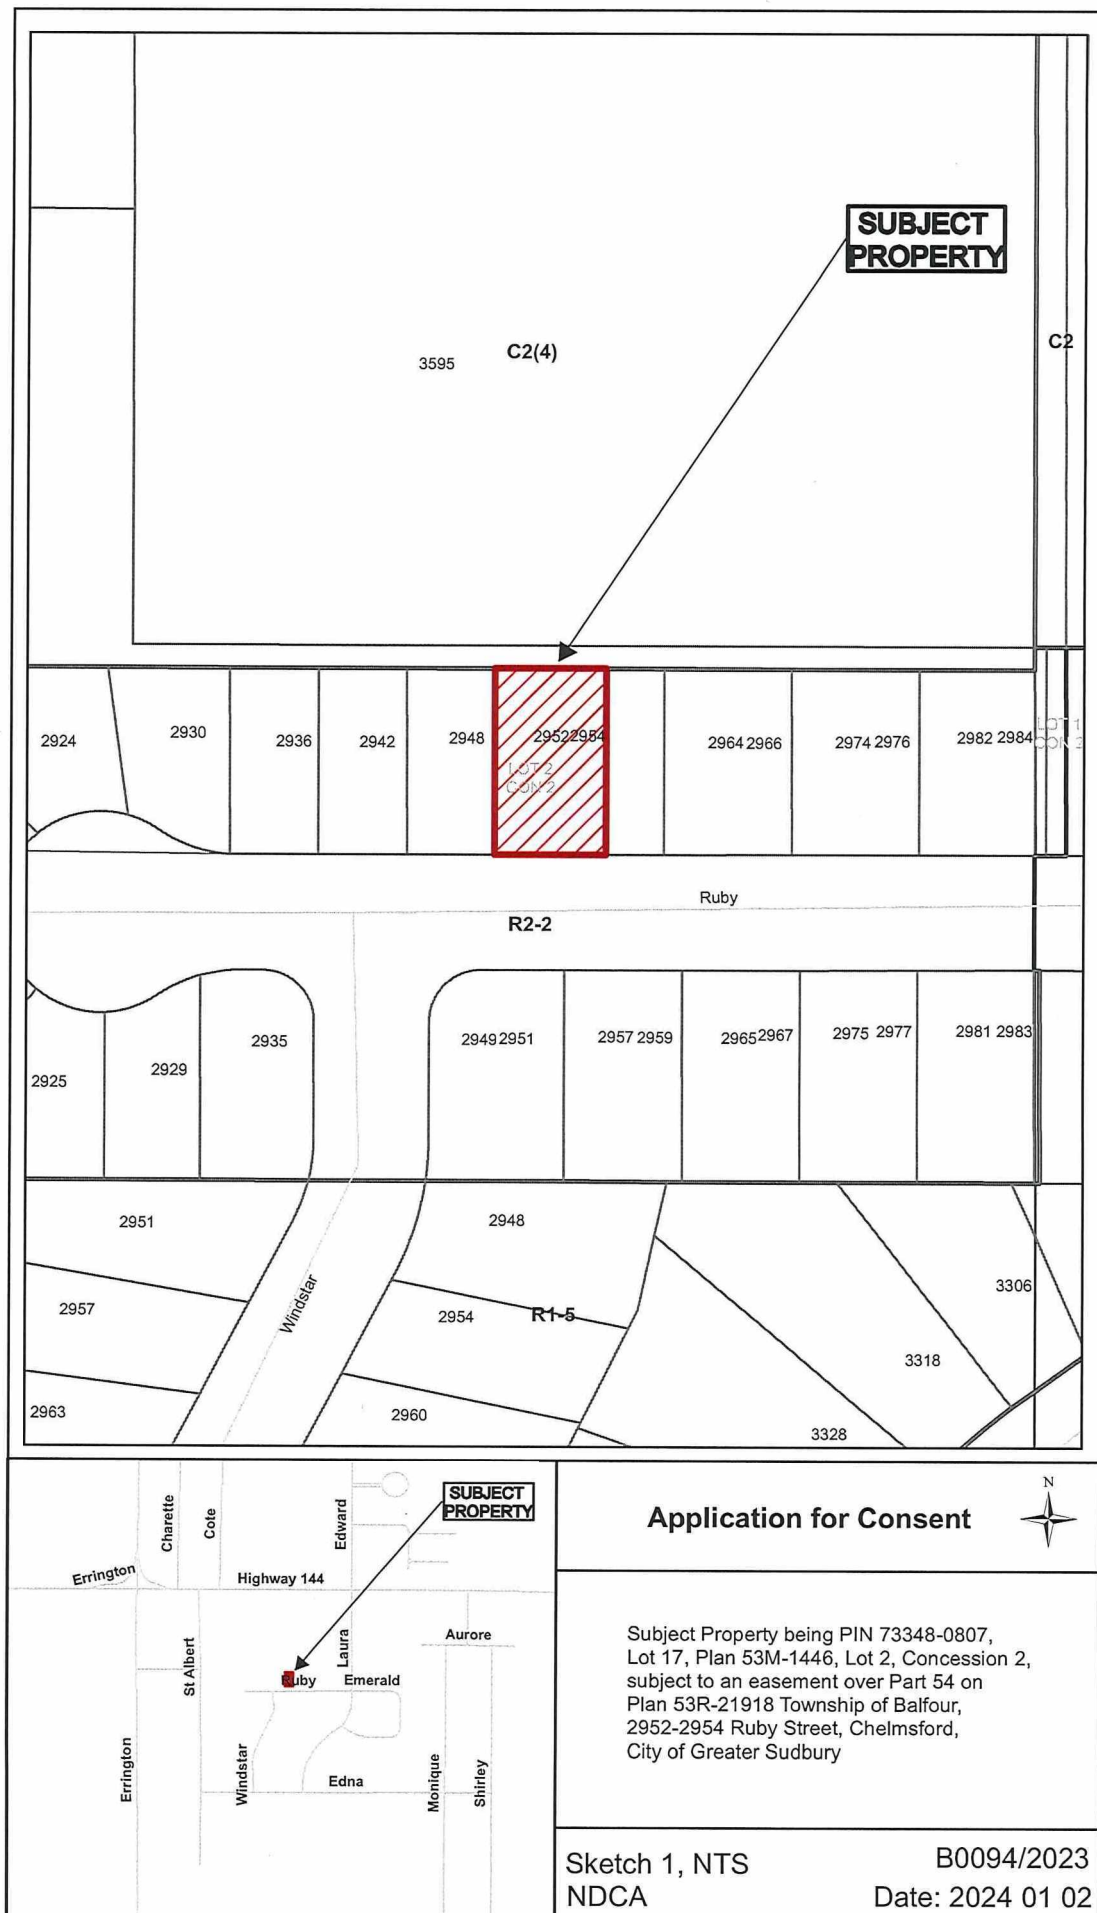 SUBJECT
PROPERTY
C2
C2(4)
3595
2924
2930
2936
2942
2948
2952 2954
2964 2966
2974 2976
2982 2984
LOT 2
CON 2
LOT 1
Ruby
R2-2
2925
2929
2935
2949 2951
2957 2959
2965 2967
2975 2977
2981 2983
2951
2948
2957
Windstar
2954
R1-5
3306
3318
2963
2960
3328
SUBJECT
PROPERTY
Charette
Cote
Edward
Errington
Highway 144
St Albert
Laura
Aurore
Ruby
Emerald
Errington
Windstar
Edna
Monique
Shirley
Application for Consent
N
Subject Property being PIN 73348-0807,
Lot 17, Plan 53M-1446, Lot 2, Concession 2,
subject to an easement over Part 54 on
Plan 53R-21918 Township of Balfour,
2952-2954 Ruby Street, Chelmsford,
City of Greater Sudbury
Sketch 1, NTS
B0094/2023
NDCA
Date: 2024 01 02